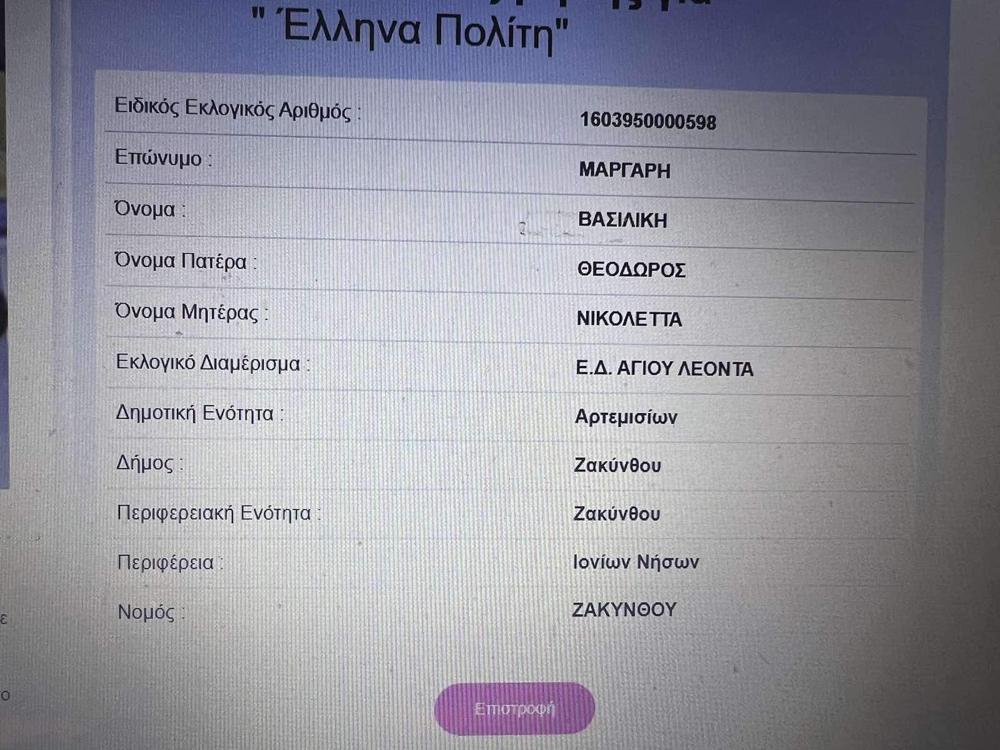 για
" Έλληνα Πολίτη"
Ειδικός Εκλογικός Αριθμός : 1603950000598
Επώνυμο : ΜΑΡΓΑΡΗ
Όνομα : ΒΑΣΙΛΙΚΗ
Όνομα Πατέρα : ΘΕΟΔΩΡΟΣ
Όνομα Μητέρας : ΝΙΚΟΛΕΤΤΑ
Εκλογικό Διαμέρισμα : Ε.Δ. ΑΓΙΟΥ ΛΕΟΝΤΑ
Δημοτική Ενότητα : Αρτεμισίων
Δήμος : Ζακύνθου
Περιφερειακή Ενότητα : Ζακύνθου
Περιφέρεια : Ιονίων Νήσων
Νομός : ΖΑΚΥΝΘΟΥ
Επιστροφή